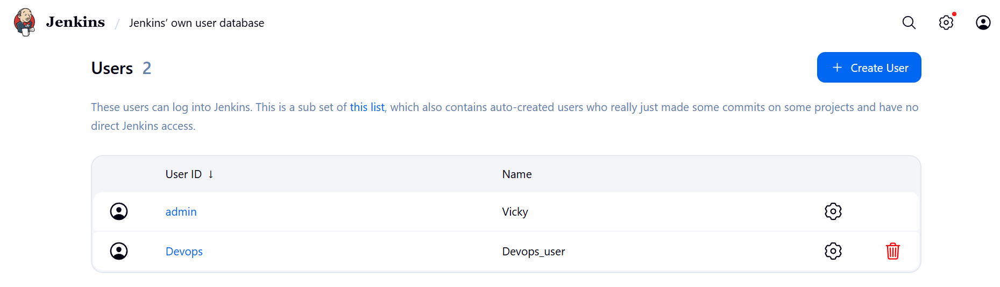 Jenkins / Jenkins’ own user database
Users 2
+ Create User
These users can log into Jenkins. This is a sub set of this list, which also contains auto-created users who really just made some commits on some projects and have no
direct Jenkins access.
User ID ↓ Name
admin Vicky
Devops Devops_user